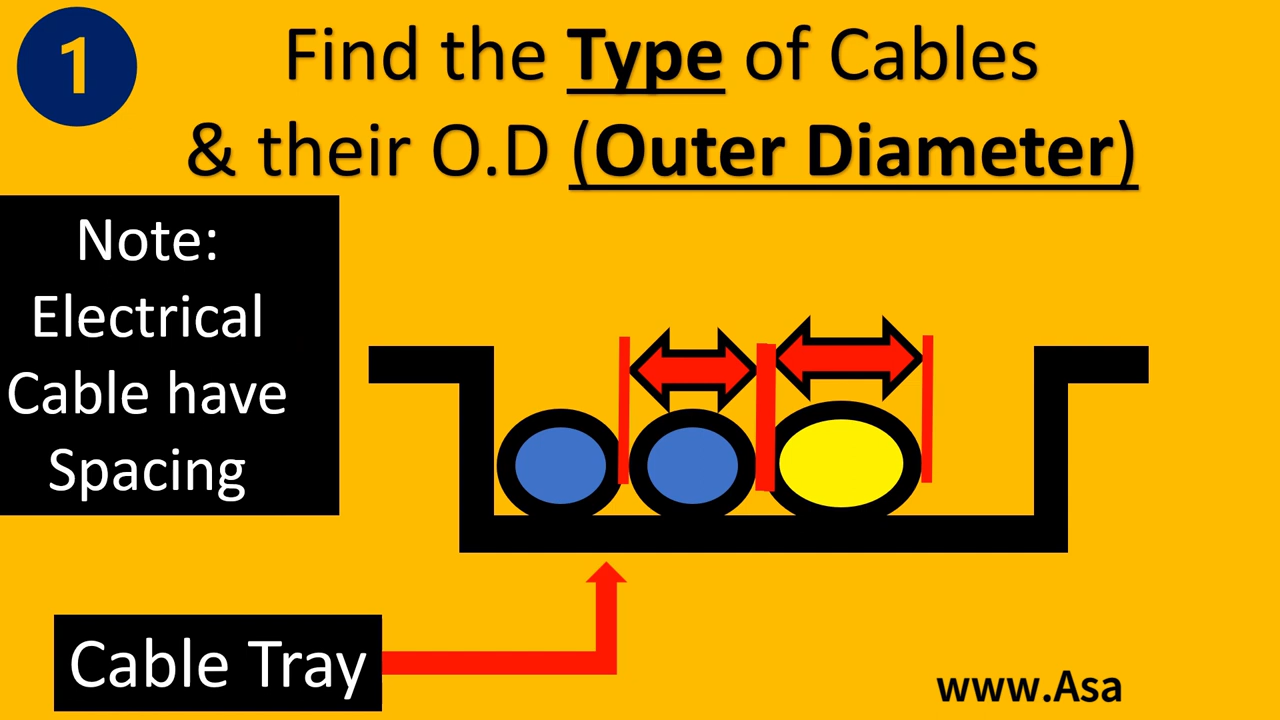 1
Find the Type of Cables
& their O.D (Outer Diameter)
Note:
Electrical
Cable have
Spacing
Cable Tray
www.Asa